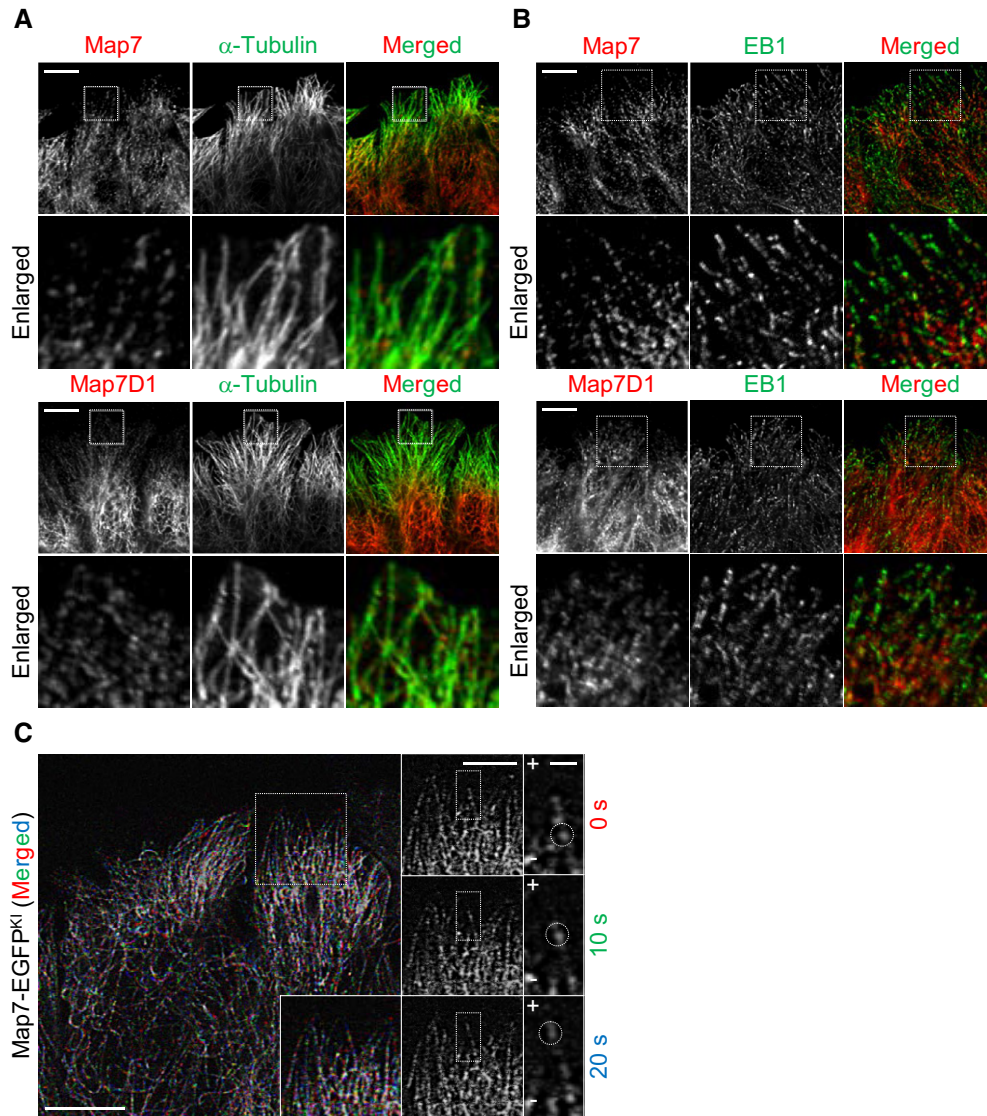 A
Map7 α-Tubulin Merged
Enlarged
Map7D1 α-Tubulin Merged
Enlarged
B
Map7 EB1 Merged
Enlarged
Map7D1 EB1 Merged
Enlarged
C
Map7-EGFPᴷᴵ (Merged)
+
-
0 s
+
-
10 s
+
-
20 s